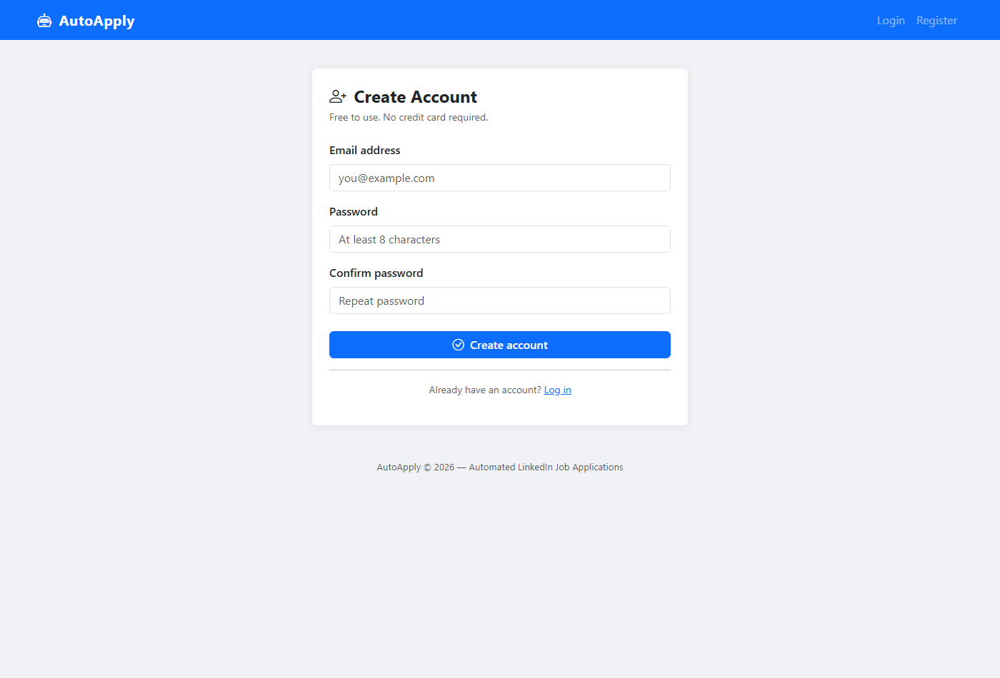 AutoApply
Login
Register
Create Account
Free to use. No credit card required.
Email address
you@example.com
Password
At least 8 characters
Confirm password
Repeat password
Create account
Already have an account? Log in
AutoApply © 2026 — Automated LinkedIn Job Applications